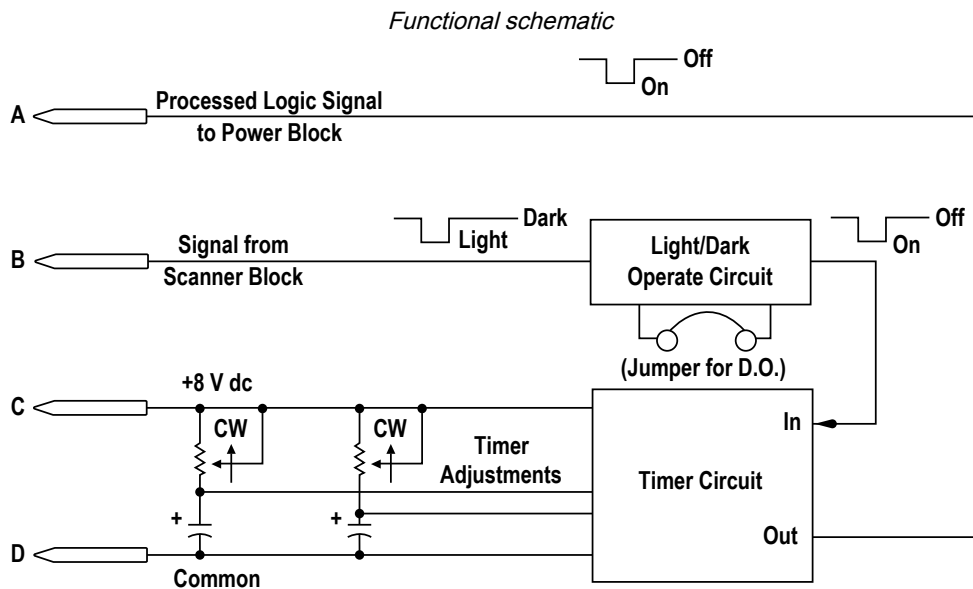 Functional schematic
Off
On
A
Processed Logic Signal
to Power Block
Dark
Light
Off
On
B
Signal from
Scanner Block
Light/Dark
Operate Circuit
(Jumper for D.O.)
+8 V dc
C
CW
CW
Timer
Adjustments
In
Timer Circuit
+
+
Out
D
Common